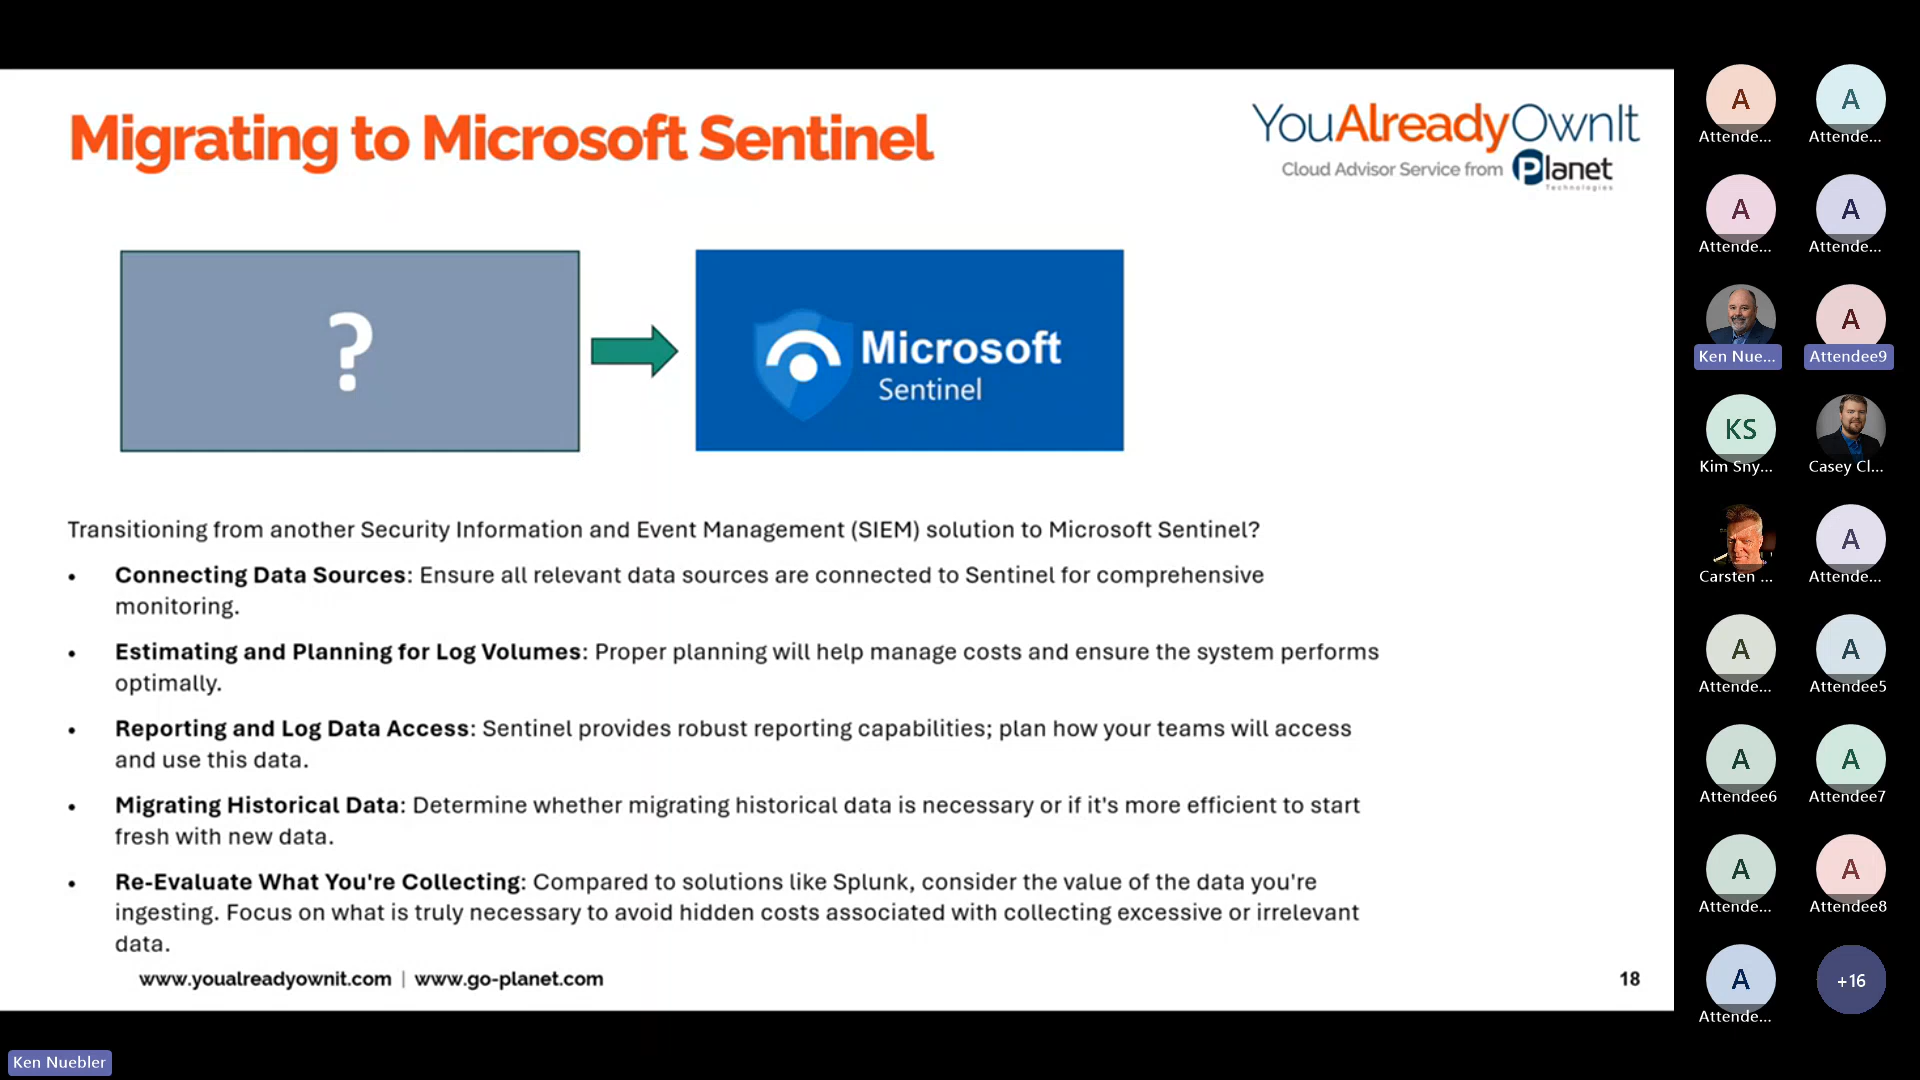 Migrating to Microsoft Sentinel
YouAlreadyOwnIt
Cloud Advisor Service from Planet
Technologies
?
Microsoft
Sentinel
Transitioning from another Security Information and Event Management (SIEM) solution to Microsoft Sentinel?
• Connecting Data Sources: Ensure all relevant data sources are connected to Sentinel for comprehensive
monitoring.
• Estimating and Planning for Log Volumes: Proper planning will help manage costs and ensure the system performs
optimally.
• Reporting and Log Data Access: Sentinel provides robust reporting capabilities; plan how your teams will access
and use this data.
• Migrating Historical Data: Determine whether migrating historical data is necessary or if it's more efficient to start
fresh with new data.
• Re-Evaluate What You're Collecting: Compared to solutions like Splunk, consider the value of the data you're
ingesting. Focus on what is truly necessary to avoid hidden costs associated with collecting excessive or irrelevant
data.
www.youalreadyownit.com | www.go-planet.com
18
Ken Nuebler
A
Attende...
A
Attende...
A
Attende...
A
Attende...
Ken Nue...
A
Attendee9
KS
Kim Sny...
Casey Cl...
Carsten ...
A
Attende...
A
Attende...
A
Attendee5
A
Attendee6
A
Attendee7
A
Attende...
A
Attendee8
A
Attende...
+16